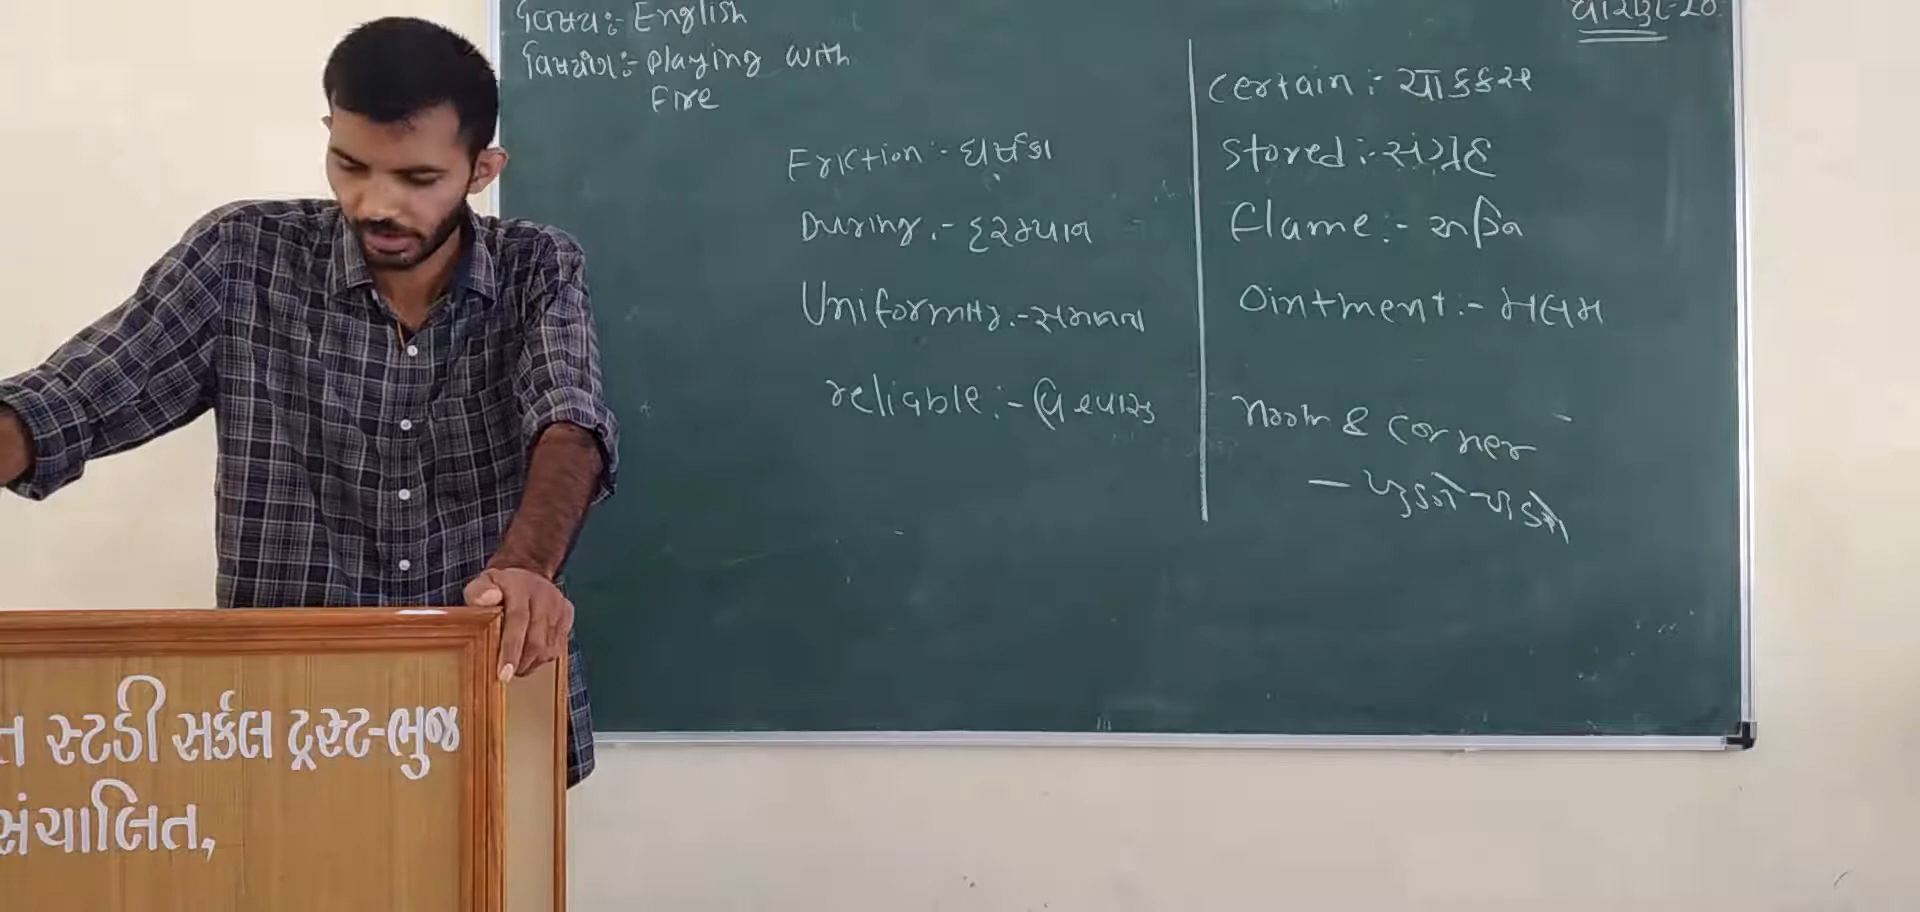 વિષય:- English
વિષયાંગ:- Playing with
Fire
ધોરણ-10
Friction:- ઘર્ષણ
During:- દરમ્યાન
Uniformity:- સમાનતા
reliable:-
Certain:- ચોક્કસ
Stored:- સંગ્રહ
Flame:- અગ્નિ
Ointment:- મલમ
& Corner
સ્ટડી સર્કલ ટ્રસ્ટ-ભુજ
સંચાલિત,